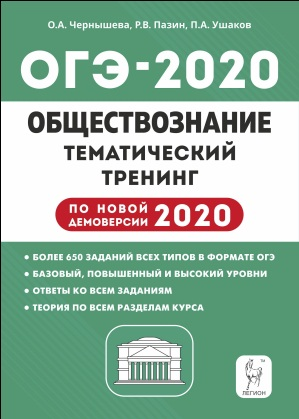 О.А. Чернышева, Р.В. Пазин, П.А. Ушаков
ОГЭ-2020
ОБЩЕСТВОЗНАНИЕ
ТЕМАТИЧЕСКИЙ
ТРЕНИНГ
ПО НОВОЙ
ДЕМОВЕРСИИ 2020
• БОЛЕЕ 650 ЗАДАНИЙ ВСЕХ ТИПОВ В ФОРМАТЕ ОГЭ
• БАЗОВЫЙ, ПОВЫШЕННЫЙ И ВЫСОКИЙ УРОВНИ
• ОТВЕТЫ КО ВСЕМ ЗАДАНИЯМ
• ТЕОРИЯ ПО ВСЕМ РАЗДЕЛАМ КУРСА
ЛЕГИОН